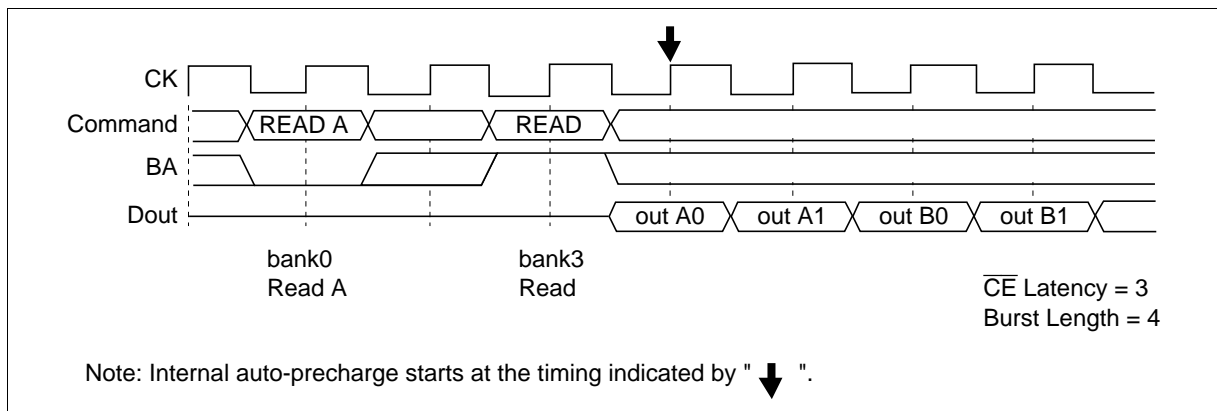 CK
Command READ A READ
BA
Dout out A0 out A1 out B0 out B1
bank0 bank3
Read A Read
CE Latency = 3
Burst Length = 4
Note: Internal auto-precharge starts at the timing indicated by " ".